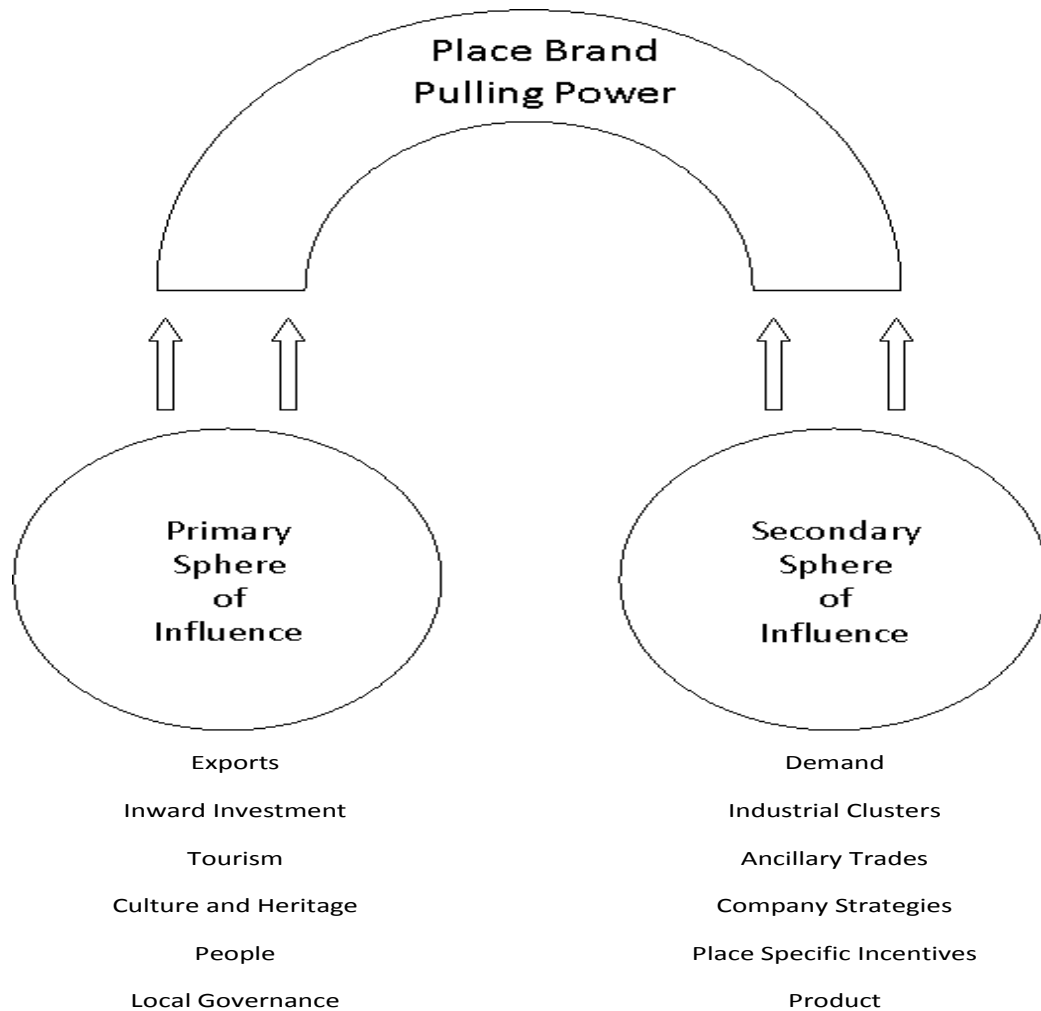 Place Brand
Pulling Power
Primary
Sphere
of
Influence
Exports
Inward Investment
Tourism
Culture and Heritage
People
Local Governance
Secondary
Sphere
of
Influence
Demand
Industrial Clusters
Ancillary Trades
Company Strategies
Place Specific Incentives
Product